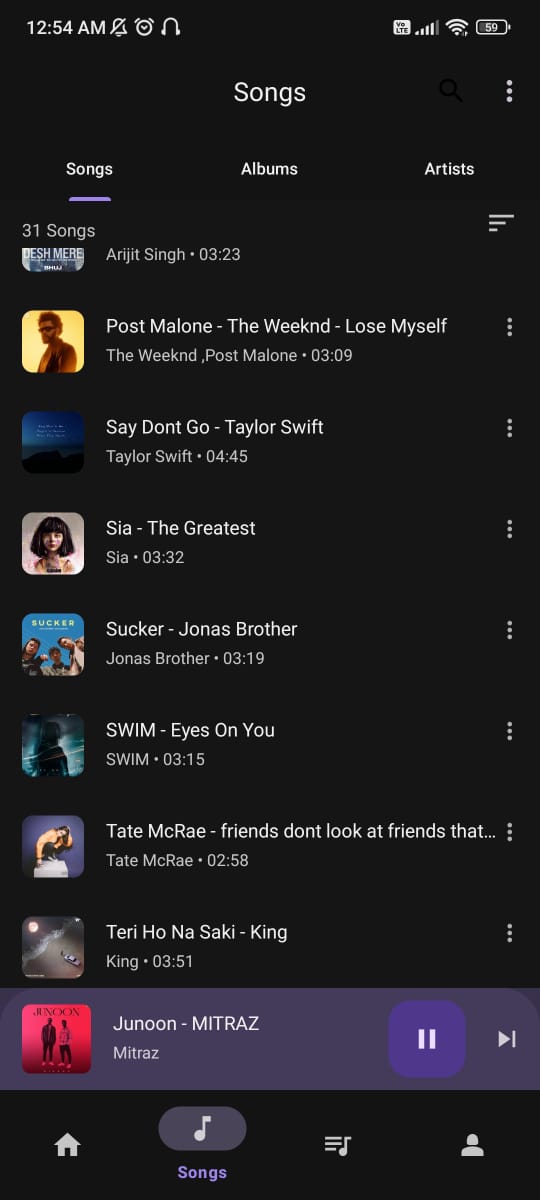 12:54 AM
Vo LTE
59
Songs
Songs
Albums
Artists
31 Songs
DESH MERE
BHUJ
Arijit Singh • 03:23
Post Malone - The Weeknd - Lose Myself
The Weeknd ,Post Malone • 03:09
Say Dont Go - Taylor Swift
Taylor Swift • 04:45
Sia - The Greatest
Sia • 03:32
SUCKER
Sucker - Jonas Brother
Jonas Brother • 03:19
SWIM - Eyes On You
SWIM • 03:15
Tate McRae - friends dont look at friends that...
Tate McRae • 02:58
Teri Ho Na Saki - King
King • 03:51
JUNOON
Junoon - MITRAZ
Mitraz
Songs